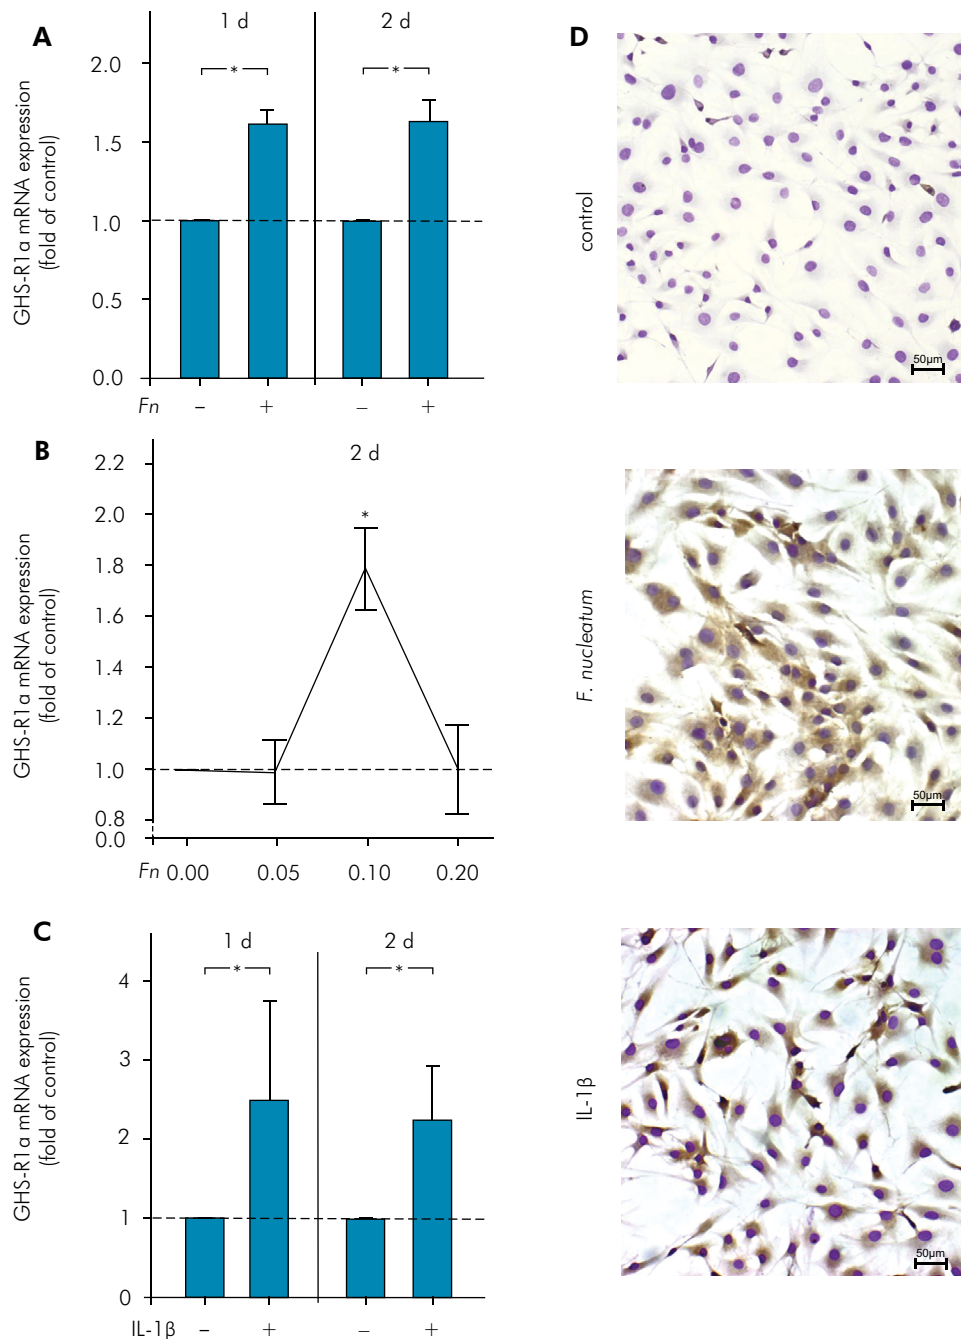 A
1 d
2 d
GHS-R1a mRNA expression
(fold of control)
2.0
1.5
1.0
0.5
0.0
*
*
Fn
–
+
–
+
B
2 d
GHS-R1a mRNA expression
(fold of control)
2.2
2.0
1.8
1.6
1.4
1.2
1.0
0.8
0.0
*
Fn 0.00 0.05 0.10 0.20
C
1 d
2 d
GHS-R1a mRNA expression
(fold of control)
4
3
2
1
0
*
*
IL-1β
–
+
–
+
D
control
50µm
F. nucleatum
50µm
IL-1β
50µm